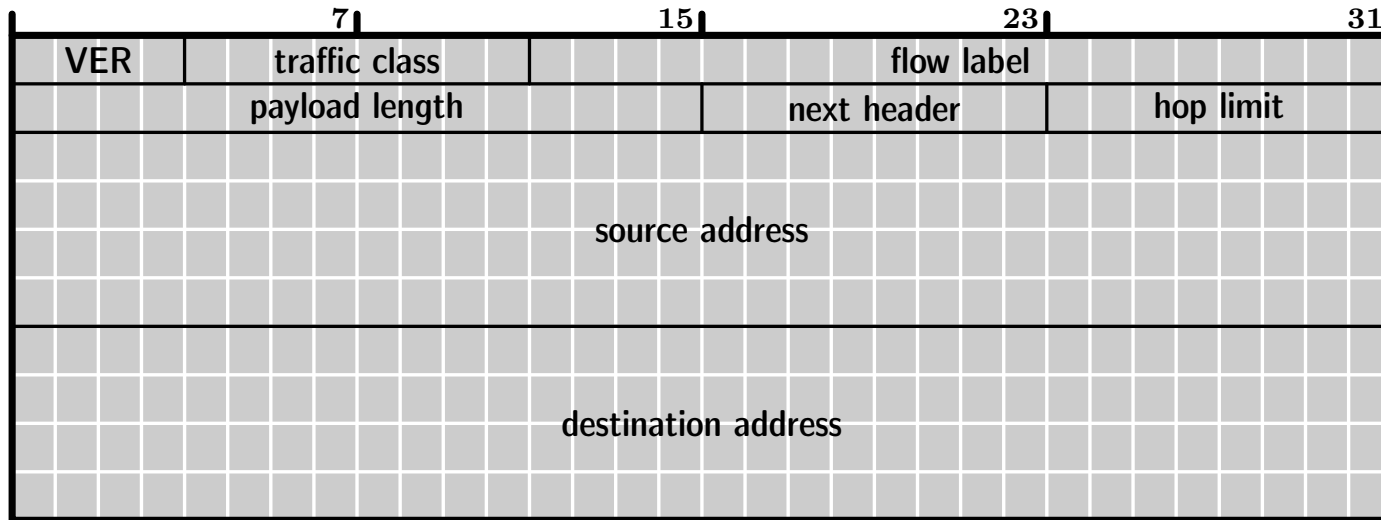 7 15 23 31
VER traffic class flow label
payload length next header hop limit
source address
destination address